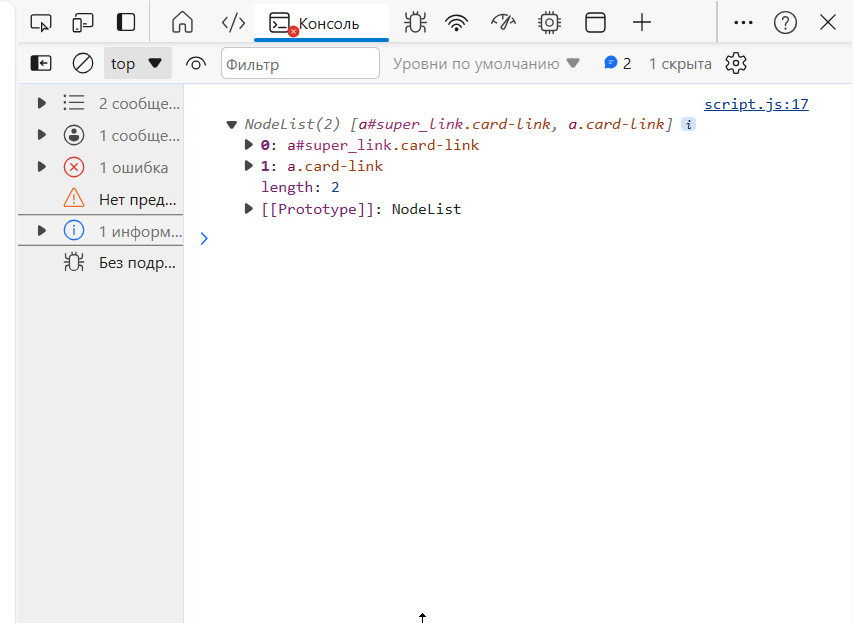 Консоль
top
Фильтр
Уровни по умолчанию
2
1 скрыта
2 сообще...
1 сообще...
1 ошибка
Нет пред...
1 информ...
Без подр...
script.js:17
NodeList(2) [a#super_link.card-link, a.card-link] i
0: a#super_link.card-link
1: a.card-link
length: 2
[[Prototype]]: NodeList